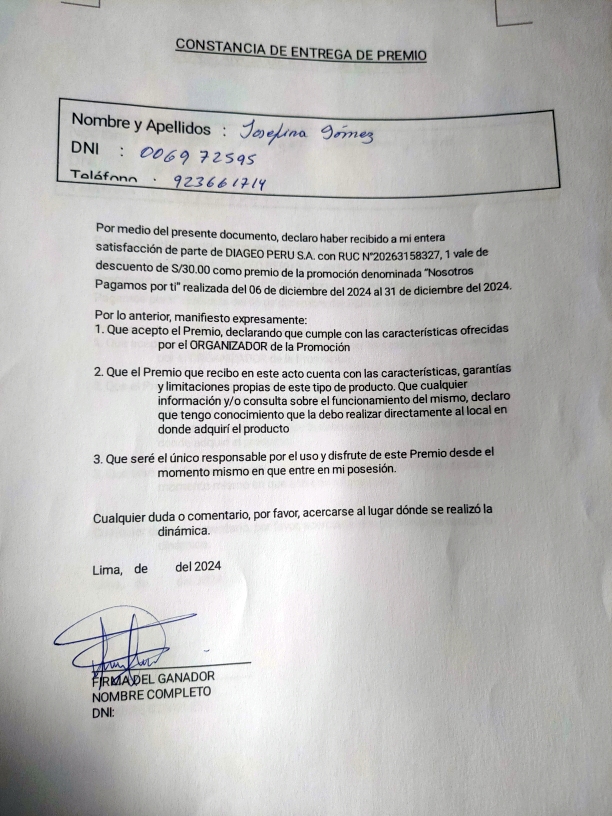 CONSTANCIA DE ENTREGA DE PREMIO
Nombre y Apellidos : Josefina Gómez
DNI : 006972595
Teléfono : 923661714
Por medio del presente documento, declaro haber recibido a mi entera
satisfacción de parte de DIAGEO PERU S.A. con RUC N°20263158327, 1 vale de
descuento de S/30.00 como premio de la promoción denominada “Nosotros
Pagamos por ti" realizada del 06 de diciembre del 2024 al 31 de diciembre del 2024.
Por lo anterior, manifiesto expresamente:
1. Que acepto el Premio, declarando que cumple con las características ofrecidas
por el ORGANIZADOR de la Promoción
2. Que el Premio que recibo en este acto cuenta con las características, garantías
y limitaciones propias de este tipo de producto. Que cualquier
información y/o consulta sobre el funcionamiento del mismo, declaro
que tengo conocimiento que la debo realizar directamente al local en
donde adquirí el producto
3. Que seré el único responsable por el uso y disfrute de este Premio desde el
momento mismo en que entre en mi posesión.
Cualquier duda o comentario, por favor, acercarse al lugar dónde se realizó la
dinámica.
Lima, de del 2024
FIRMA DEL GANADOR
NOMBRE COMPLETO
DNI: